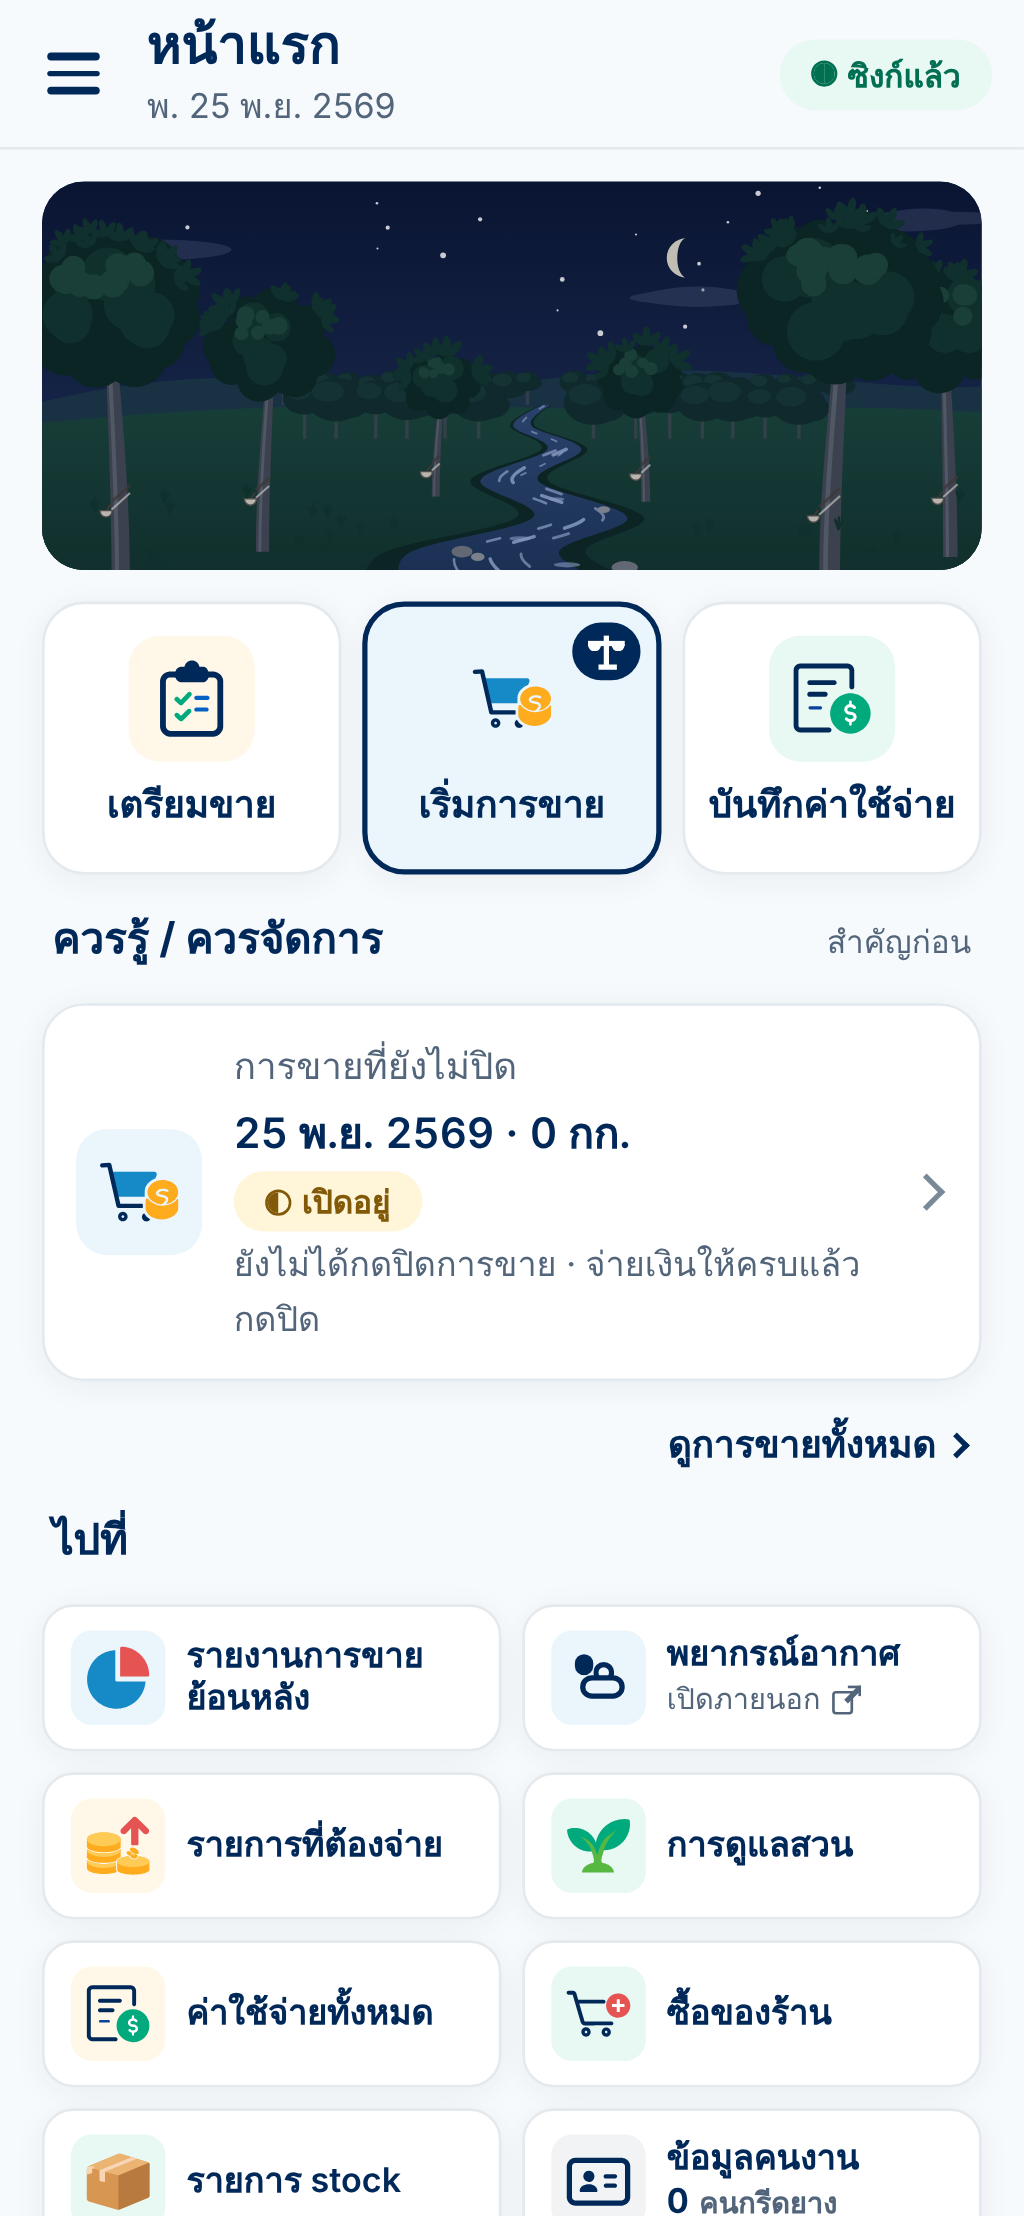 หน้าแรก
พ. 25 พ.ย. 2569
ซิงก์แล้ว
เตรียมขาย
เริ่มการขาย
บันทึกค่าใช้จ่าย
ควรรู้ / ควรจัดการ
สำคัญก่อน
การขายที่ยังไม่ปิด
25 พ.ย. 2569 · 0 กก.
เปิดอยู่
ยังไม่ได้กดปิดการขาย · จ่ายเงินให้ครบแล้ว
กดปิด
ดูการขายทั้งหมด
ไปที่
รายงานการขาย
ย้อนหลัง
พยากรณ์อากาศ
เปิดภายนอก
รายการที่ต้องจ่าย
การดูแลสวน
ค่าใช้จ่ายทั้งหมด
ซื้อของร้าน
รายการ stock
ข้อมูลคนงาน
0 คนกรีดยาง